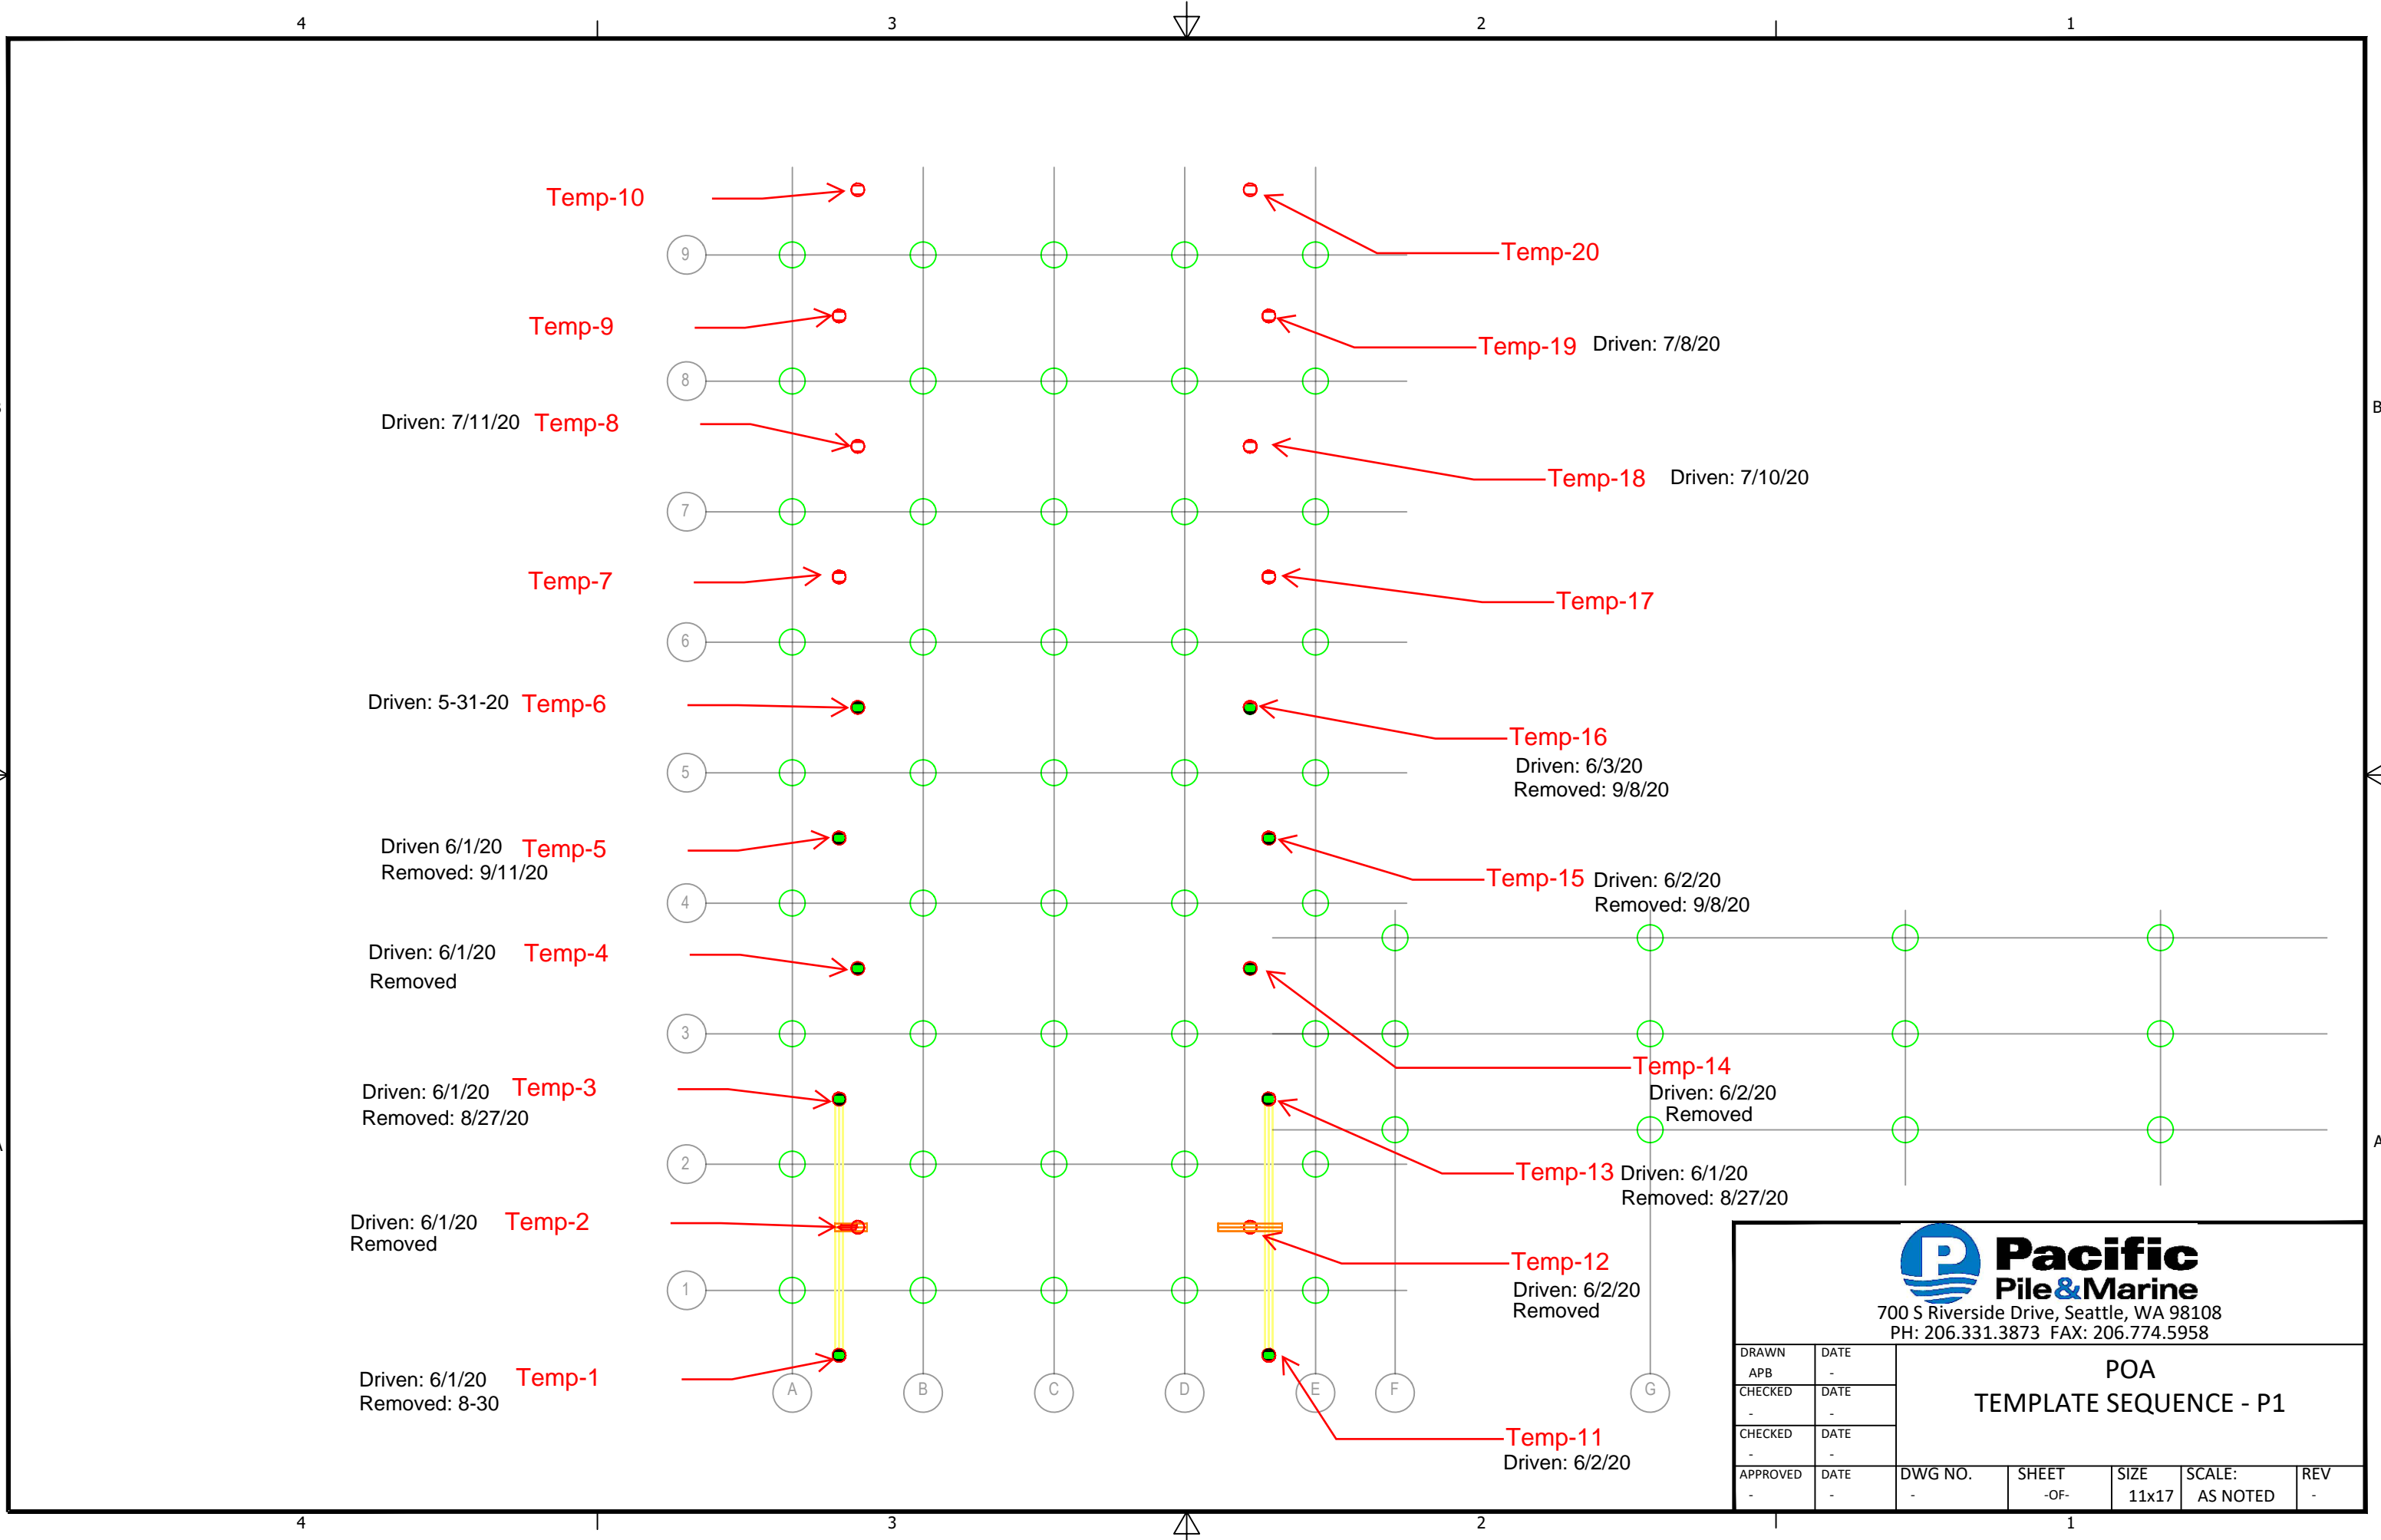 4 3 2 1
Temp-10
Temp-20
9
Temp-9
Temp-19 Driven: 7/8/20
8
Driven: 7/11/20 Temp-8
B
Temp-18 Driven: 7/10/20
7
Temp-7
Temp-17
6
Driven: 5-31-20 Temp-6
Temp-16
Driven: 6/3/20
Removed: 9/8/20
5
Driven 6/1/20 Temp-5
Removed: 9/11/20
Temp-15 Driven: 6/2/20
Removed: 9/8/20
4
Driven: 6/1/20 Temp-4
Removed
3
Temp-14
Driven: 6/2/20
Removed
Driven: 6/1/20 Temp-3
Removed: 8/27/20
A
2
Temp-13 Driven: 6/1/20
Removed: 8/27/20
Driven: 6/1/20 Temp-2
Removed
Temp-12
Driven: 6/2/20
Removed
1
Driven: 6/1/20 Temp-1
Removed: 8-30
A B C D E F G
Temp-11
Driven: 6/2/20
P Pacific
Pile&Marine
700 S Riverside Drive, Seattle, WA 98108
PH: 206.331.3873 FAX: 206.774.5958
DRAWN DATE
APB -
CHECKED DATE
- -
CHECKED DATE
- -
APPROVED DATE
- -
POA
TEMPLATE SEQUENCE - P1
DWG NO. SHEET SIZE SCALE: REV
- -OF- 11x17 AS NOTED -
4 3 2 1